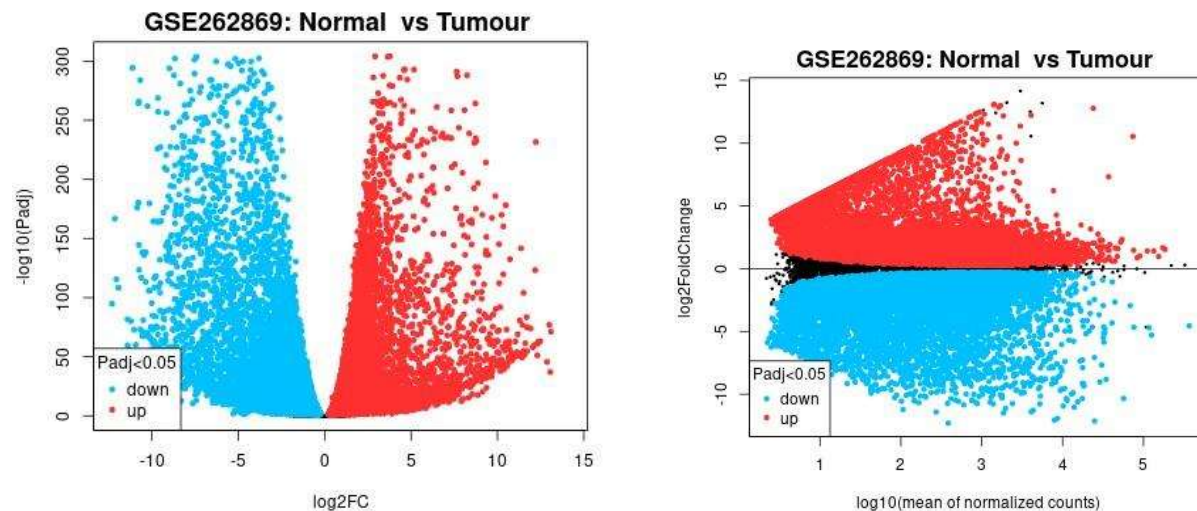 GSE262869: Normal vs Tumour
300
250
200
150
100
50
0
-log10(Padj)
Padj<0.05
down
up
-10 -5 0 5 10 15
log2FC
GSE262869: Normal vs Tumour
15
10
5
0
-5
-10
log2FoldChange
Padj<0.05
down
up
1 2 3 4 5
log10(mean of normalized counts)